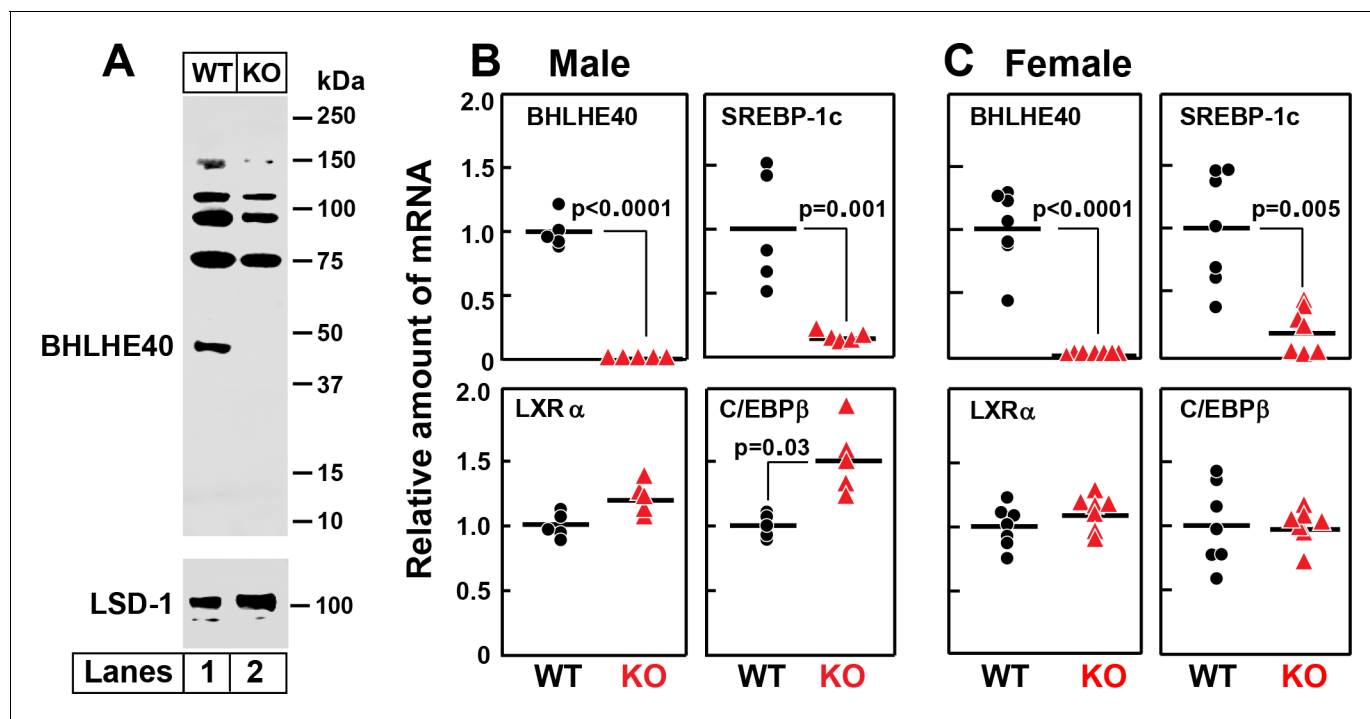 A
WT KO
kDa
250
150
100
75
50
37
15
10
BHLHE40
LSD-1
100
Lanes 1 2
B Male
Relative amount of mRNA
2.0
1.5
1.0
0.5
0
BHLHE40
p<0.0001
SREBP-1c
p=0.001
2.0
1.5
1.0
0.5
0
LXRα
C/EBPβ
p=0.03
WT KO WT KO
C Female
BHLHE40
p<0.0001
SREBP-1c
p=0.005
LXRα
C/EBPβ
WT KO WT KO